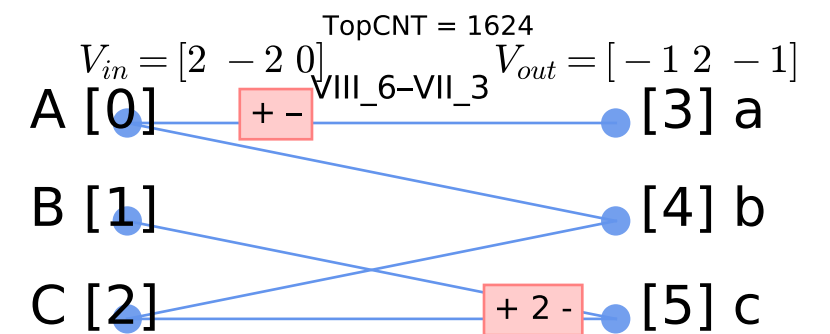 TopCNT = 1624
V_in = [2 −2 0] V_out = [−1 2 −1]
VIII_6–VII_3
A [0] + – [3] a
B [1] [4] b
C [2] + 2 - [5] c